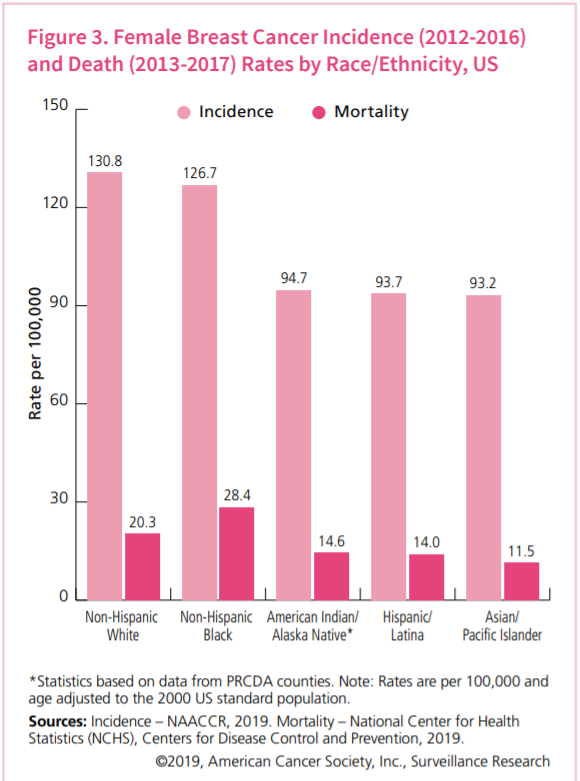 Figure 3. Female Breast Cancer Incidence (2012-2016)
and Death (2013-2017) Rates by Race/Ethnicity, US
150
Incidence
Mortality
130.8
126.7
120
94.7
93.7
93.2
90
Rate per 100,000
60
30
28.4
20.3
14.6
14.0
11.5
0
Non-Hispanic
White
Non-Hispanic
Black
American Indian/
Alaska Native*
Hispanic/
Latina
Asian/
Pacific Islander
*Statistics based on data from PRCDA counties. Note: Rates are per 100,000 and
age adjusted to the 2000 US standard population.
Sources: Incidence – NAACCR, 2019. Mortality – National Center for Health
Statistics (NCHS), Centers for Disease Control and Prevention, 2019.
©2019, American Cancer Society, Inc., Surveillance Research